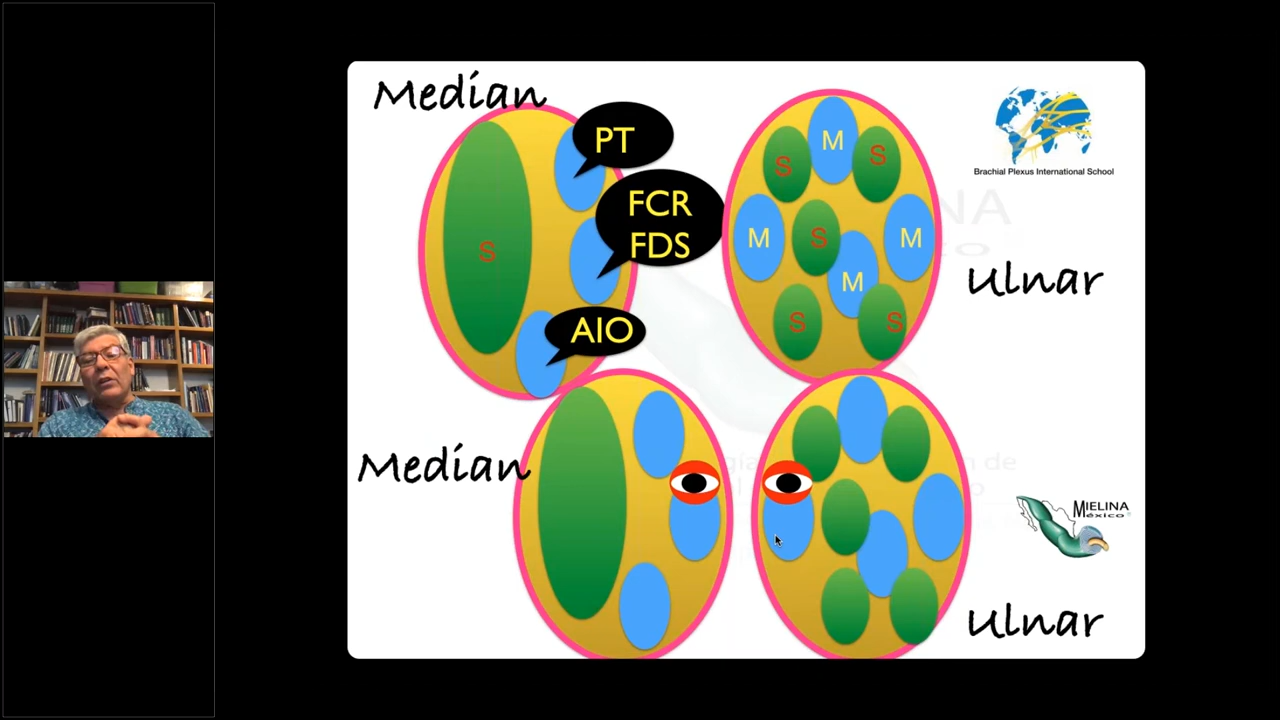 Median
PT
FCR
FDS
AIO
S
M
S
S
M
S
M
M
S
S
Brachial Plexus International School
Ulnar
Median
MIELINA
México
Ulnar